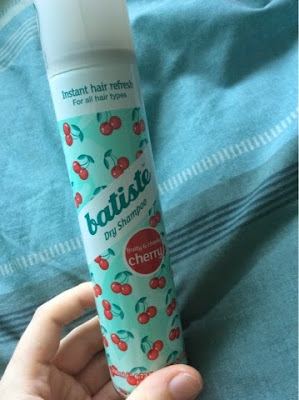 Instant hair refresh
For all hair types
batiste
Dry Shampoo
fruity & cheeky
cherry